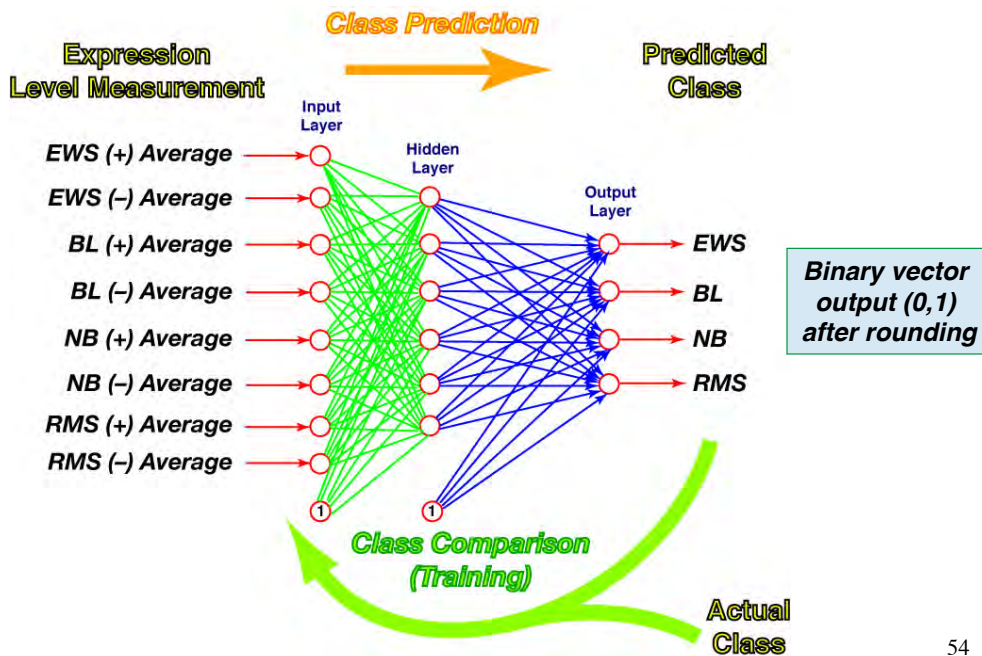 Class Prediction
Expression
Level Measurement
Predicted
Class
Input
Layer
Hidden
Layer
Output
Layer
EWS (+) Average
EWS (–) Average
BL (+) Average
BL (–) Average
NB (+) Average
NB (–) Average
RMS (+) Average
RMS (–) Average
1
1
EWS
BL
NB
RMS
Binary vector
output (0,1)
after rounding
Class Comparison
(Training)
Actual
Class
54